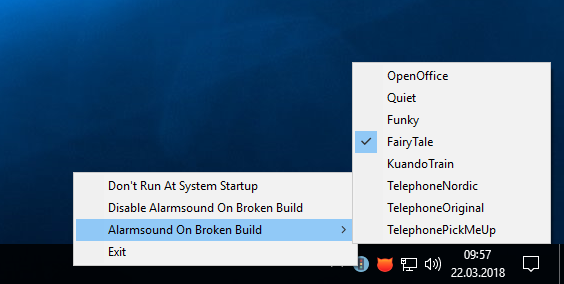 OpenOffice
Quiet
Funky
FairyTale
KuandoTrain
TelephoneNordic
TelephoneOriginal
TelephonePickMeUp
Don't Run At System Startup
Disable Alarmsound On Broken Build
Alarmsound On Broken Build
Exit
09:57
22.03.2018